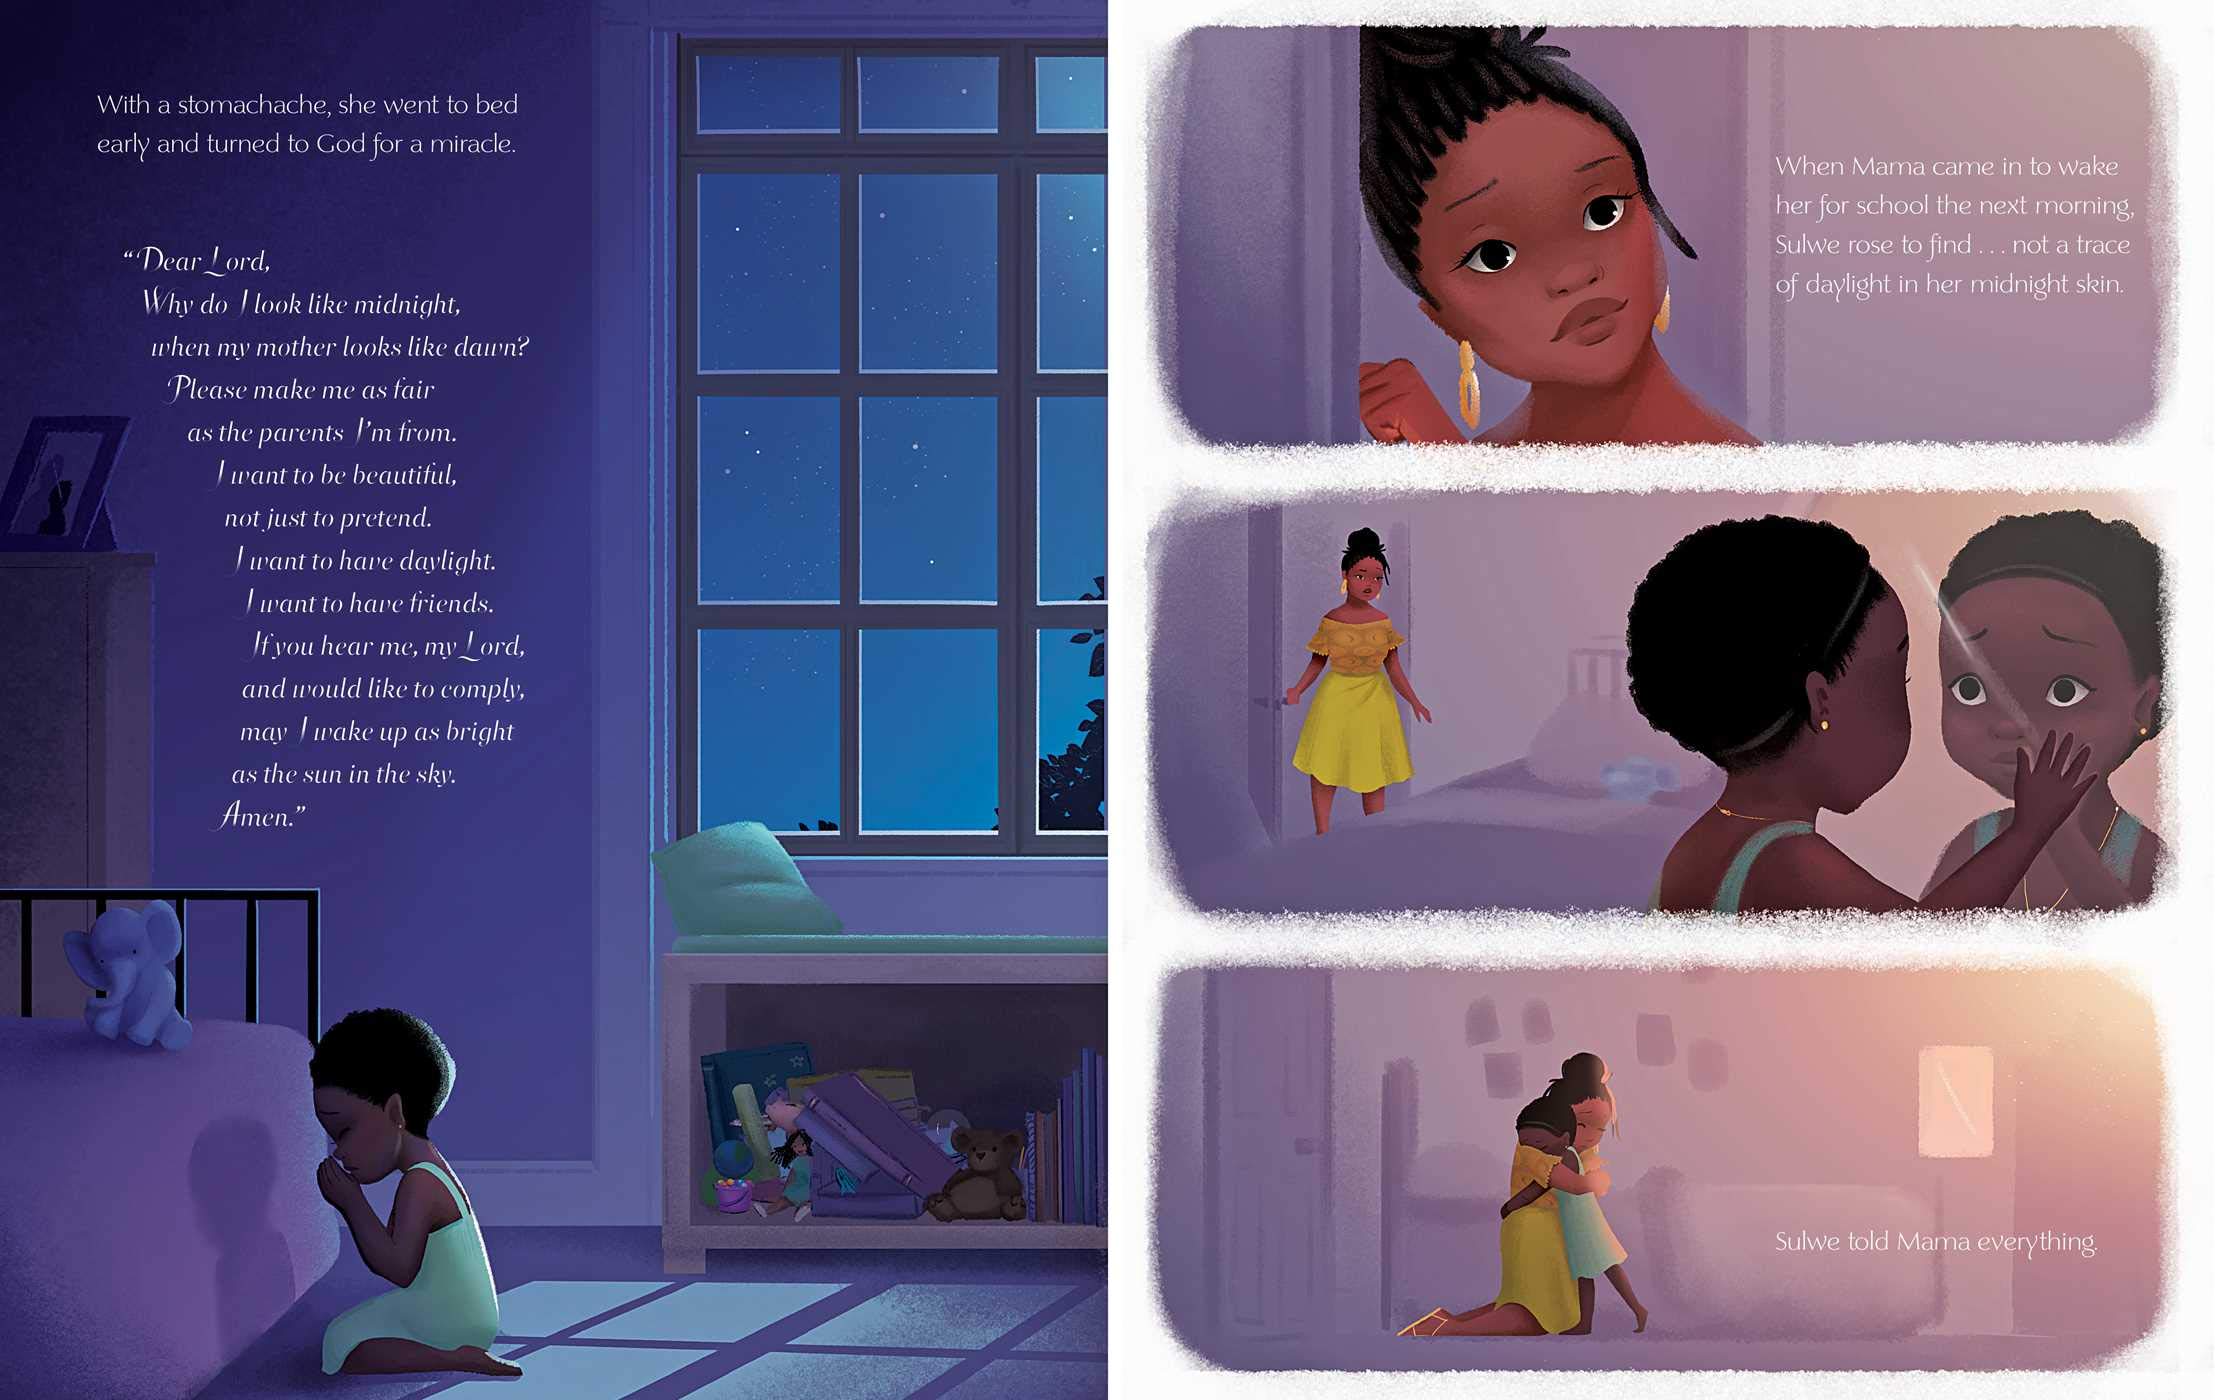 With a stomachache, she went to bed
early and turned to God for a miracle.
“Dear Lord,
Why do I look like midnight,
when my mother looks like dawn?
Please make me as fair
as the parents I’m from.
I want to be beautiful,
not just to pretend.
I want to have daylight.
I want to have friends.
If you hear me, my Lord,
and would like to comply,
may I wake up as bright
as the sun in the sky.
Amen.”
When Mama came in to wake
her for school the next morning,
Sulwe rose to find . . . not a trace
of daylight in her midnight skin.
Sulwe told Mama everything.